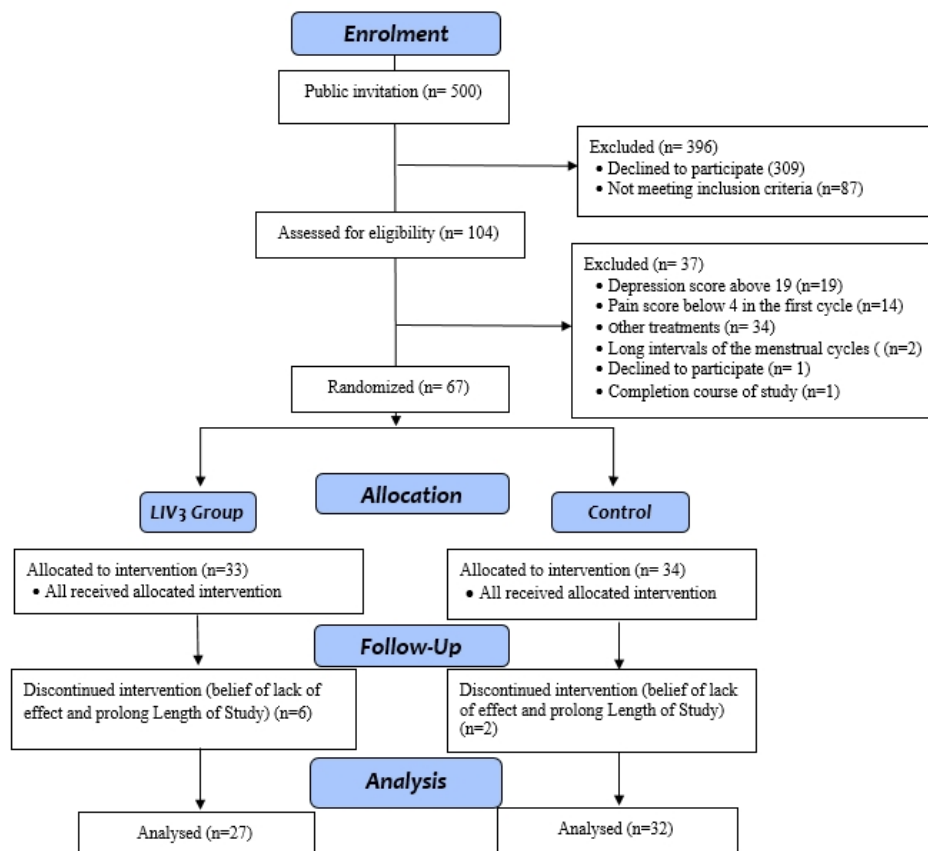 Enrolment
Public invitation (n= 500)
Excluded (n= 396)
• Declined to participate (309)
• Not meeting inclusion criteria (n=87)
Assessed for eligibility (n= 104)
Excluded (n= 37)
• Depression score above 19 (n=19)
• Pain score below 4 in the first cycle (n=14)
• Other treatments (n= 34)
• Long intervals of the menstrual cycles ( (n=2)
• Declined to participate (n= 1)
• Completion course of study (n=1)
Randomized (n= 67)
Allocation
LIV3 Group
Control
Allocated to intervention (n=33)
• All received allocated intervention
Allocated to intervention (n= 34)
• All received allocated intervention
Follow-Up
Discontinued intervention (belief of lack of
effect and prolong Length of Study) (n=6)
Discontinued intervention (belief of lack
of effect and prolong Length of Study)
(n=2)
Analysis
Analysed (n=27)
Analysed (n=32)